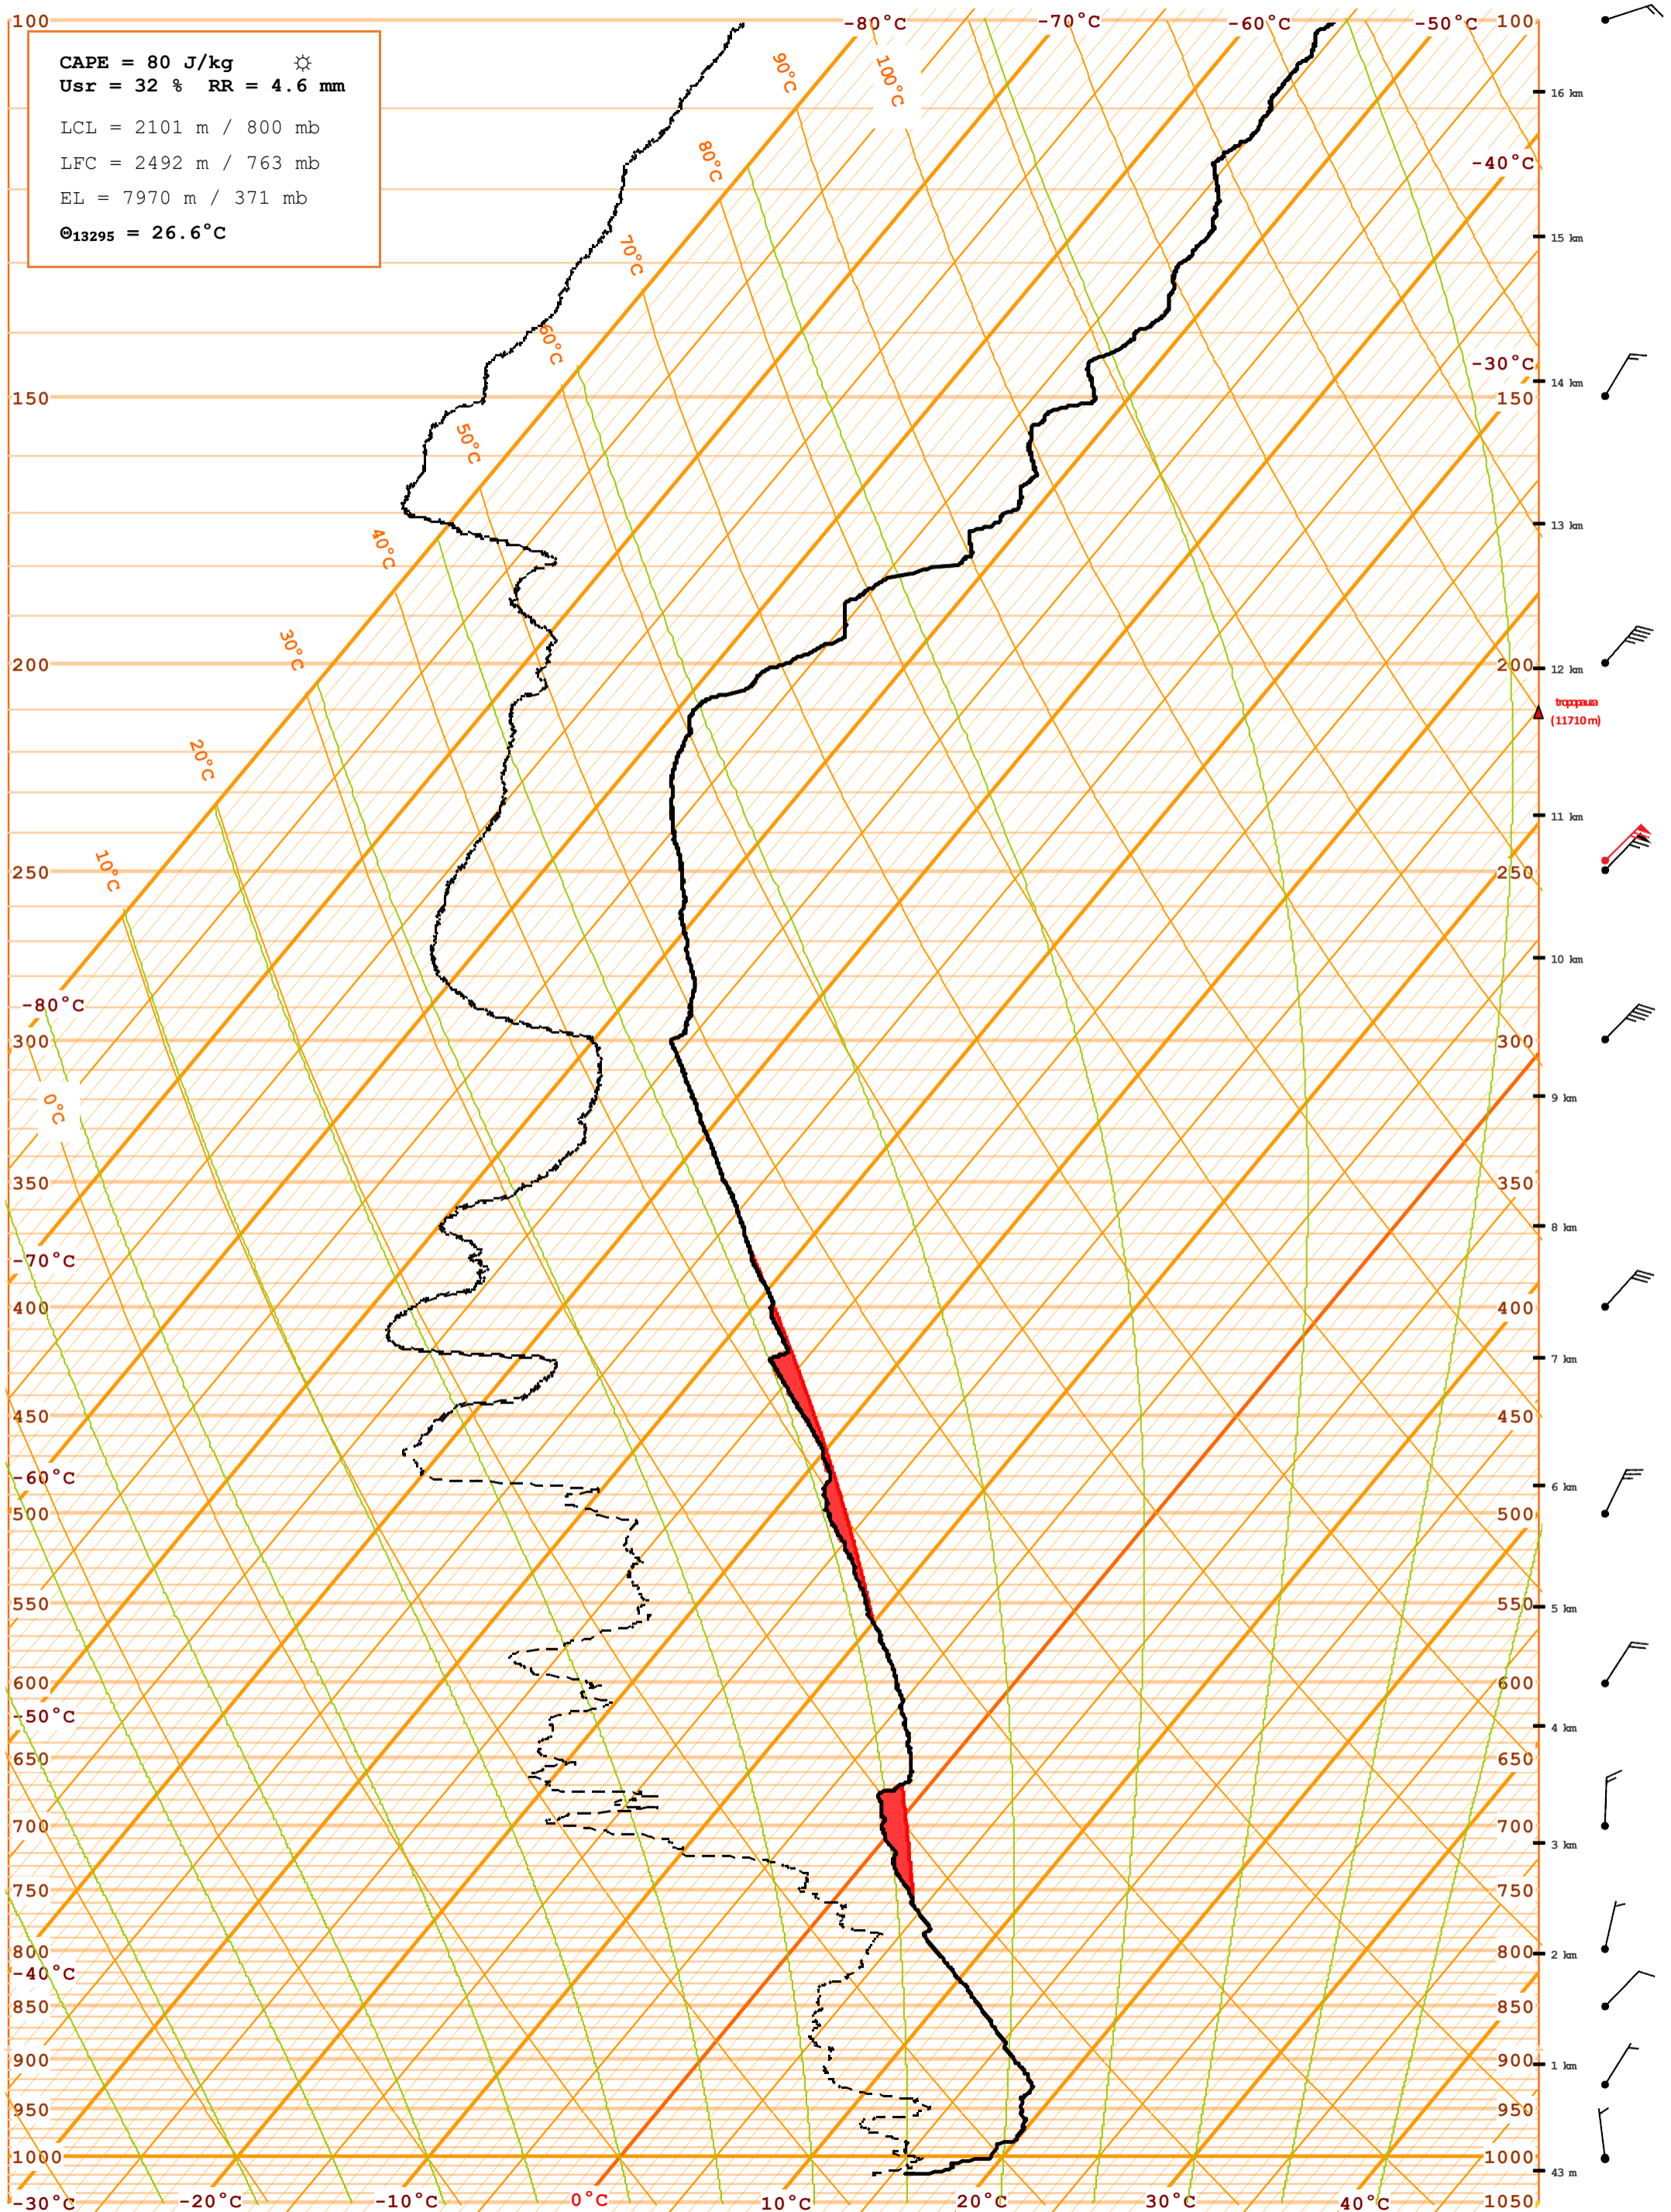 100
-80°C
-70°C
-60°C
-50°C
100
CAPE = 80 J/kg ☼
Usr = 32 % RR = 4.6 mm
LCL = 2101 m / 800 mb
LFC = 2492 m / 763 mb
EL = 7970 m / 371 mb
Θ13295 = 26.6°C
90°C
100°C
16 km
80°C
-40°C
70°C
15 km
60°C
-30°C
14 km
150
150
50°C
40°C
13 km
30°C
200
200
12 km
20°C
tropopauza
(11710 m)
11 km
10°C
250
250
10 km
-80°C
300
300
0°C
9 km
350
350
8 km
-70°C
400
400
7 km
450
450
-60°C
6 km
500
500
550
550
5 km
600
600
-50°C
4 km
650
650
700
700
3 km
750
750
800
800
2 km
-40°C
850
850
900
900
1 km
950
950
1000
1000
43 m
-30°C
-20°C
-10°C
0°C
10°C
20°C
30°C
40°C
1050